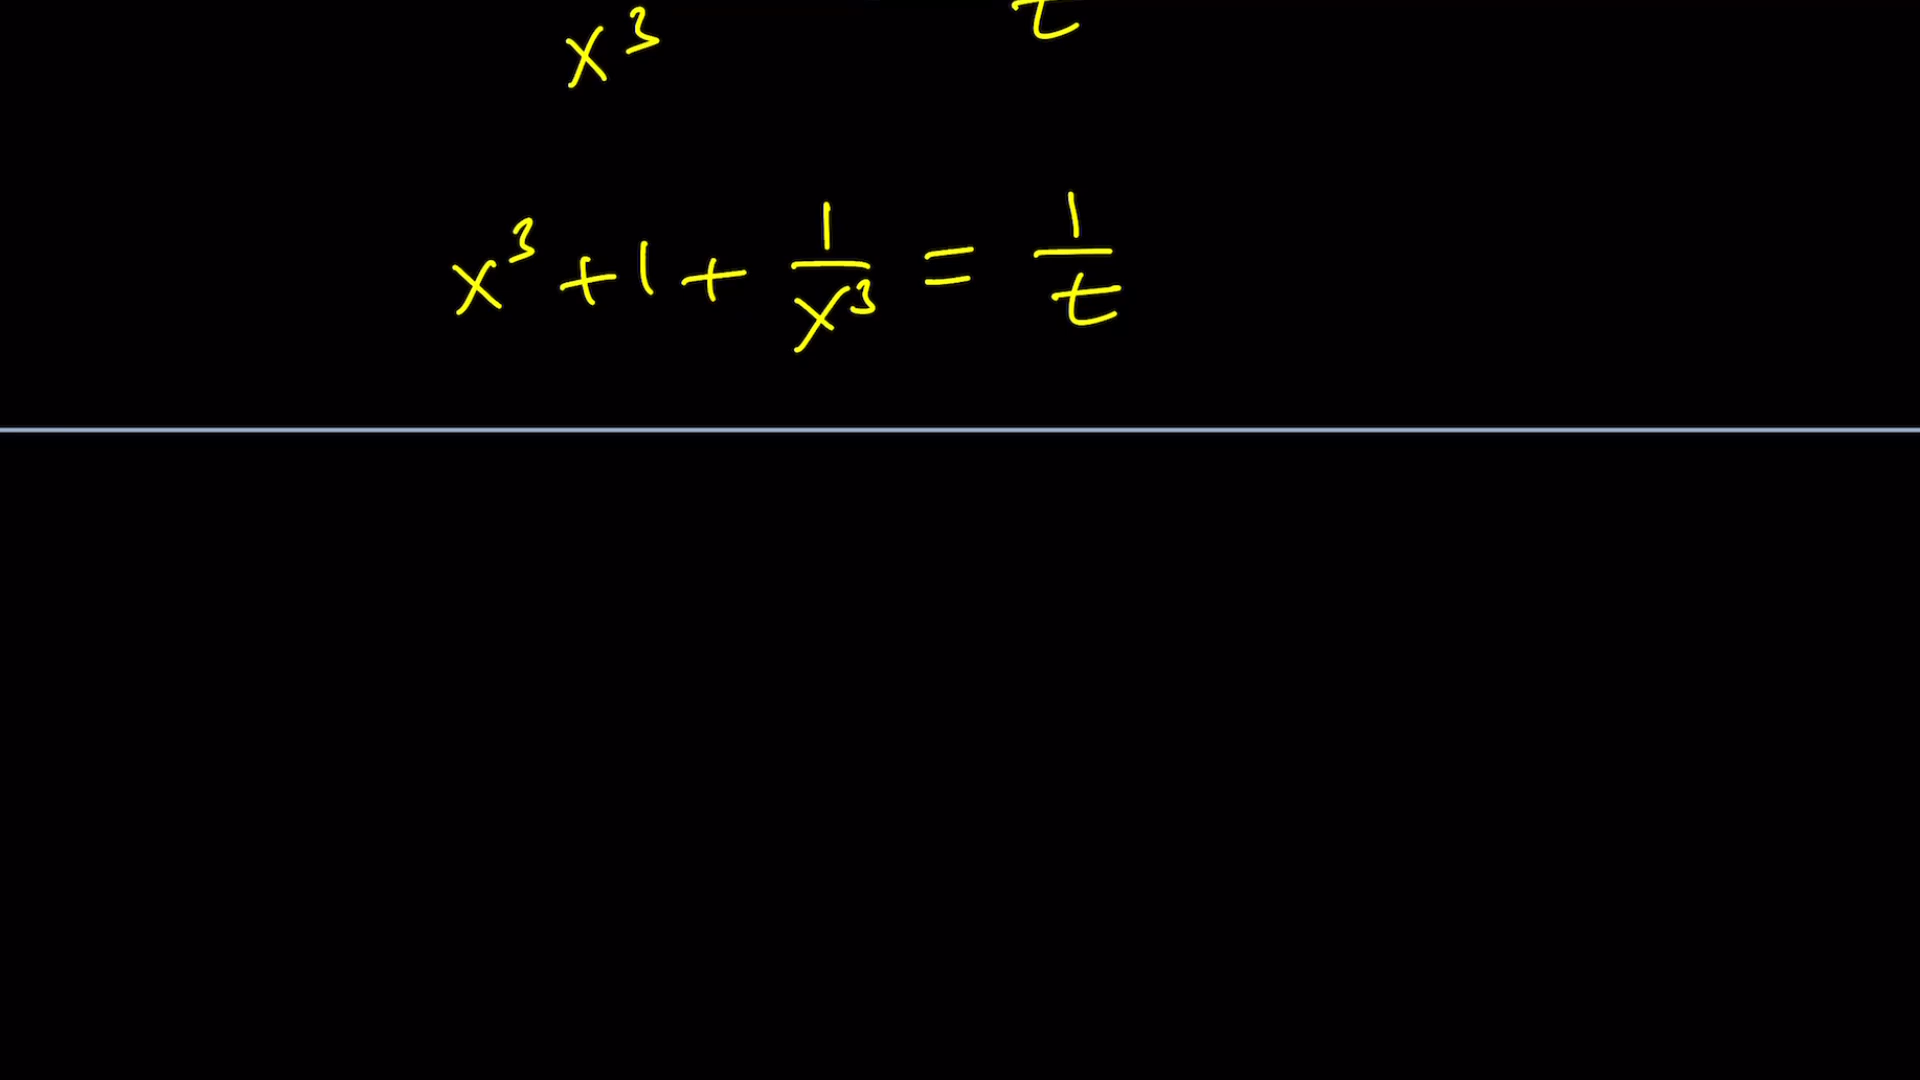 x³ t
x³ + 1 + 1/x³ = 1/t